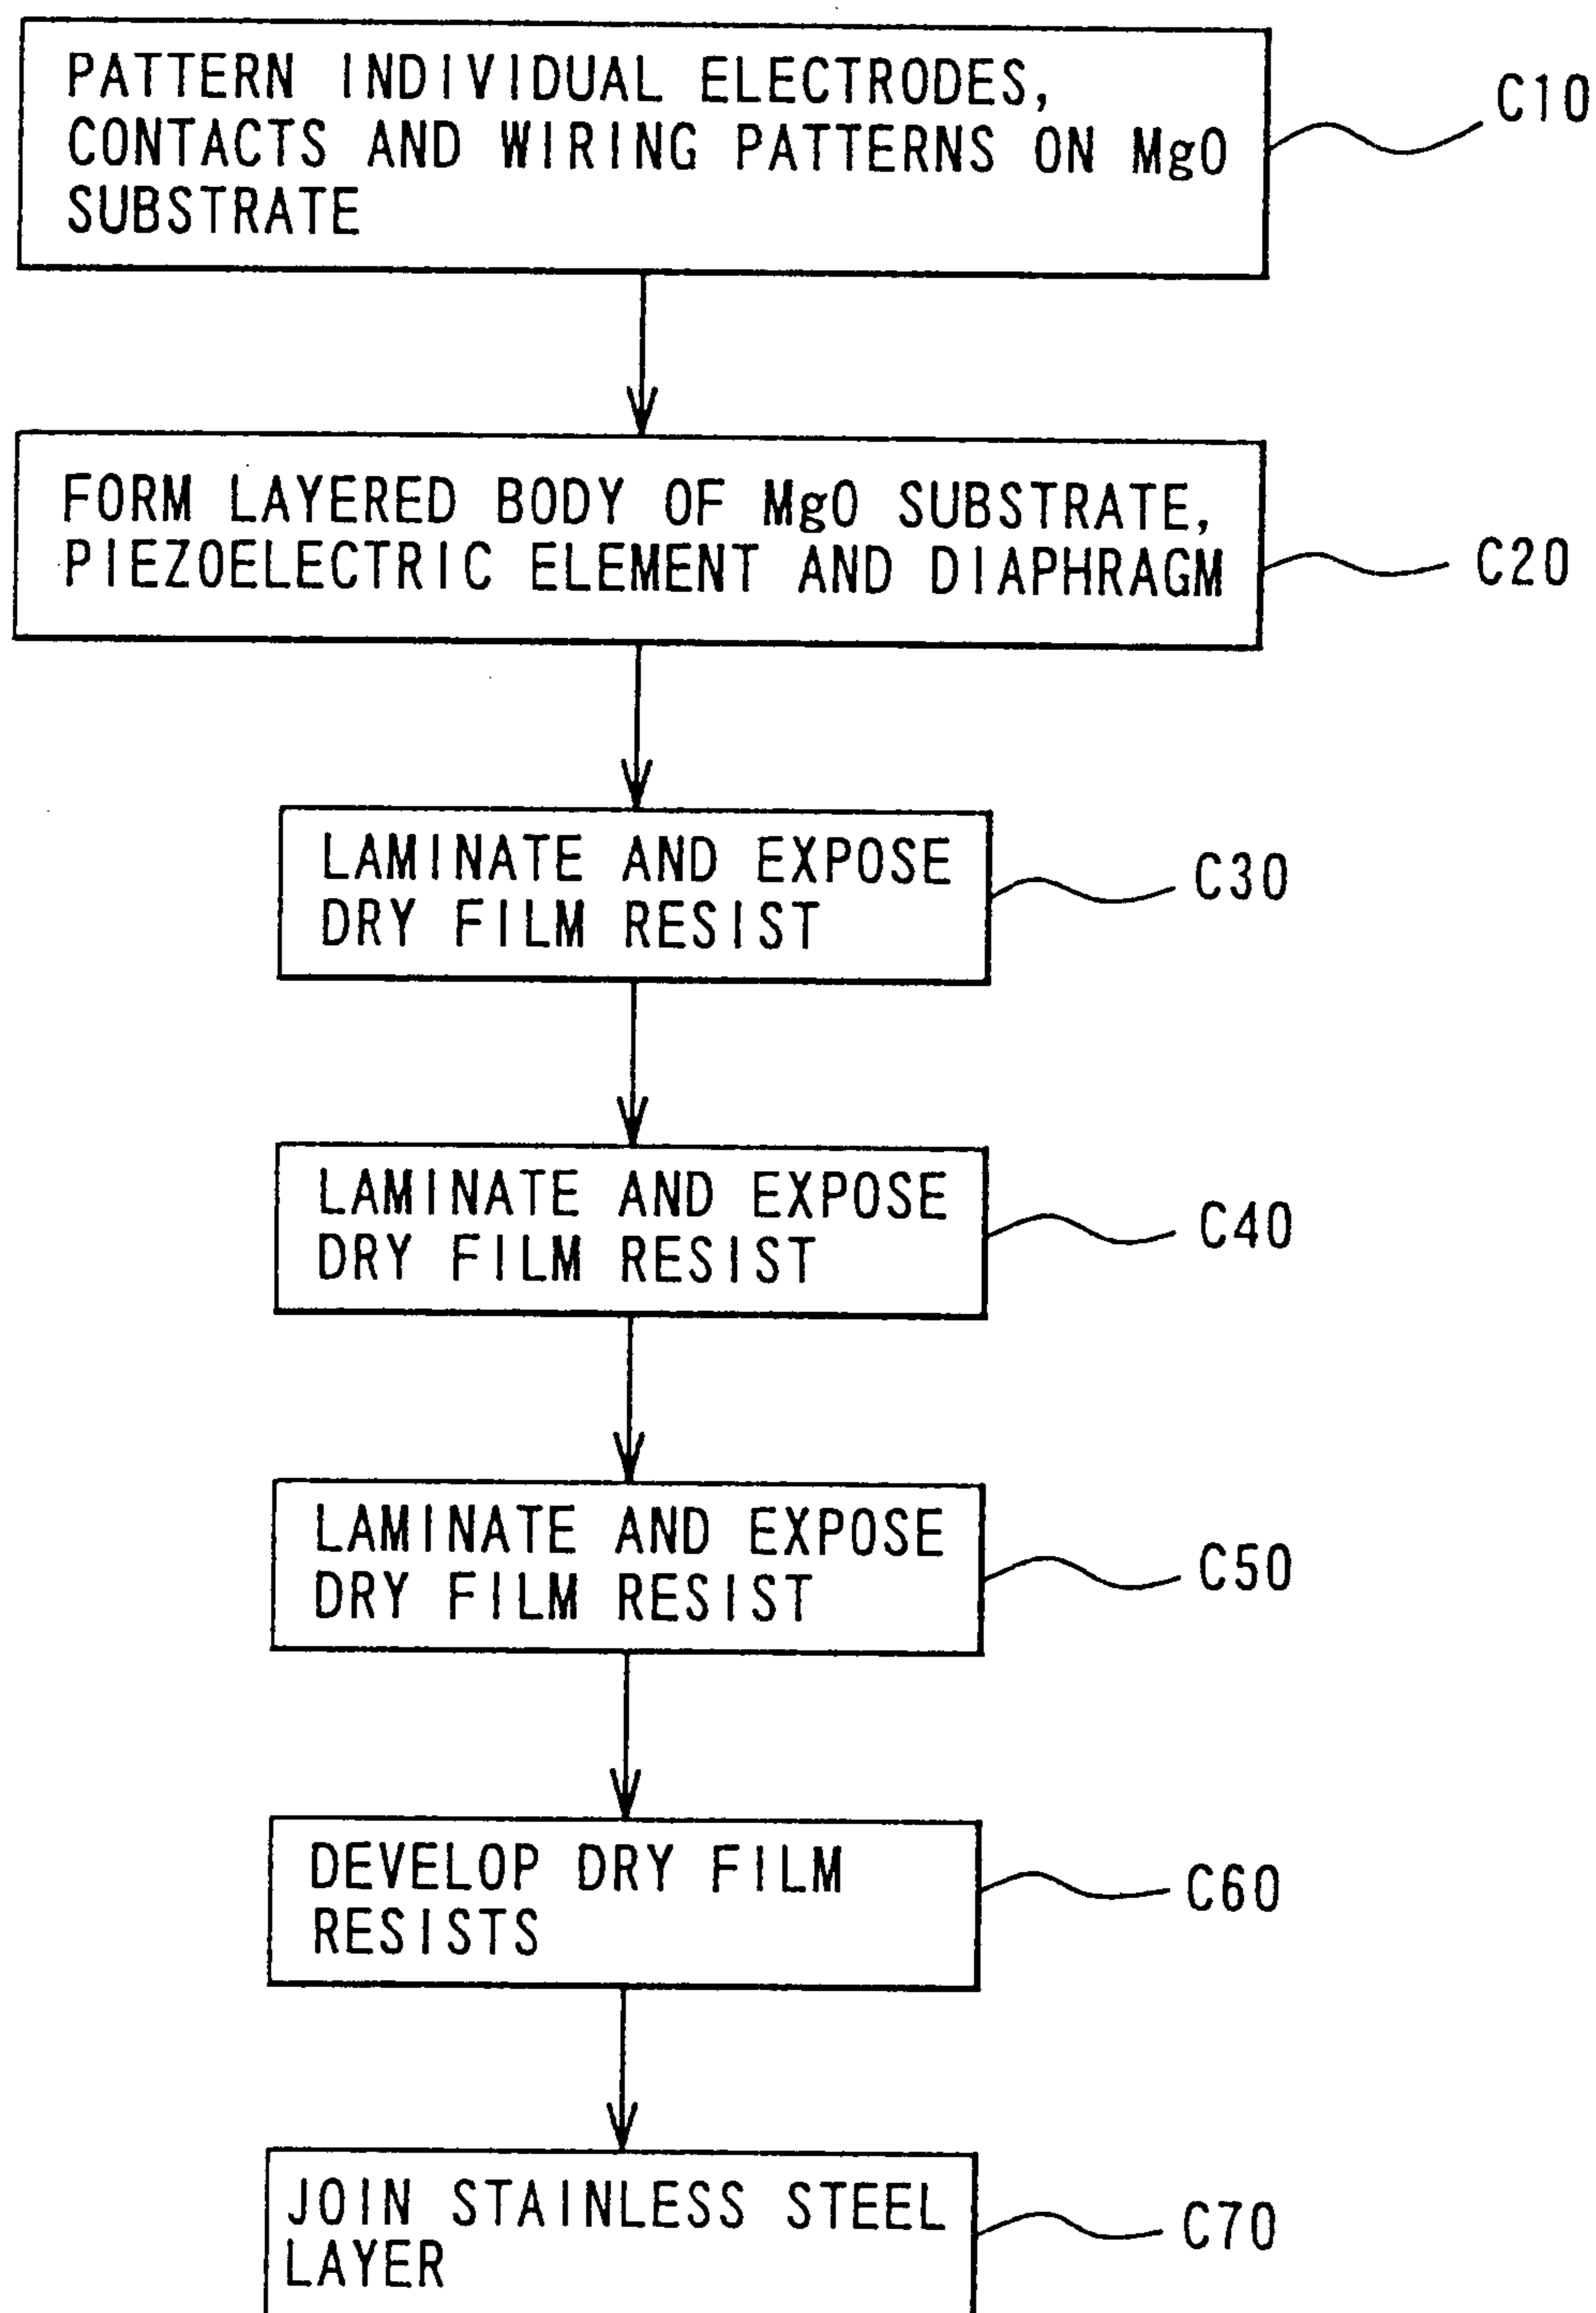 PATTERN INDIVIDUAL ELECTRODES,
CONTACTS AND WIRING PATTERNS ON MgO
SUBSTRATE
C10
FORM LAYERED BODY OF MgO SUBSTRATE,
PIEZOELECTRIC ELEMENT AND DIAPHRAGM
C20
LAMINATE AND EXPOSE
DRY FILM RESIST
C30
LAMINATE AND EXPOSE
DRY FILM RESIST
C40
LAMINATE AND EXPOSE
DRY FILM RESIST
C50
DEVELOP DRY FILM
RESISTS
C60
JOIN STAINLESS STEEL
LAYER
C70